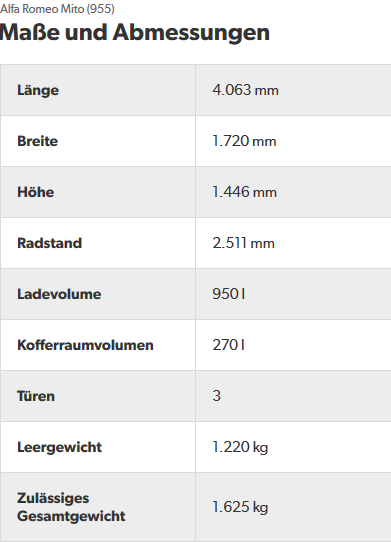 Alfa Romeo Mito (955)
Maße und Abmessungen
Länge 4.063 mm
Breite 1.720 mm
Höhe 1.446 mm
Radstand 2.511 mm
Ladevolume 950 l
Kofferraumvolumen 270 l
Türen 3
Leergewicht 1.220 kg
Zulässiges
Gesamtgewicht 1.625 kg